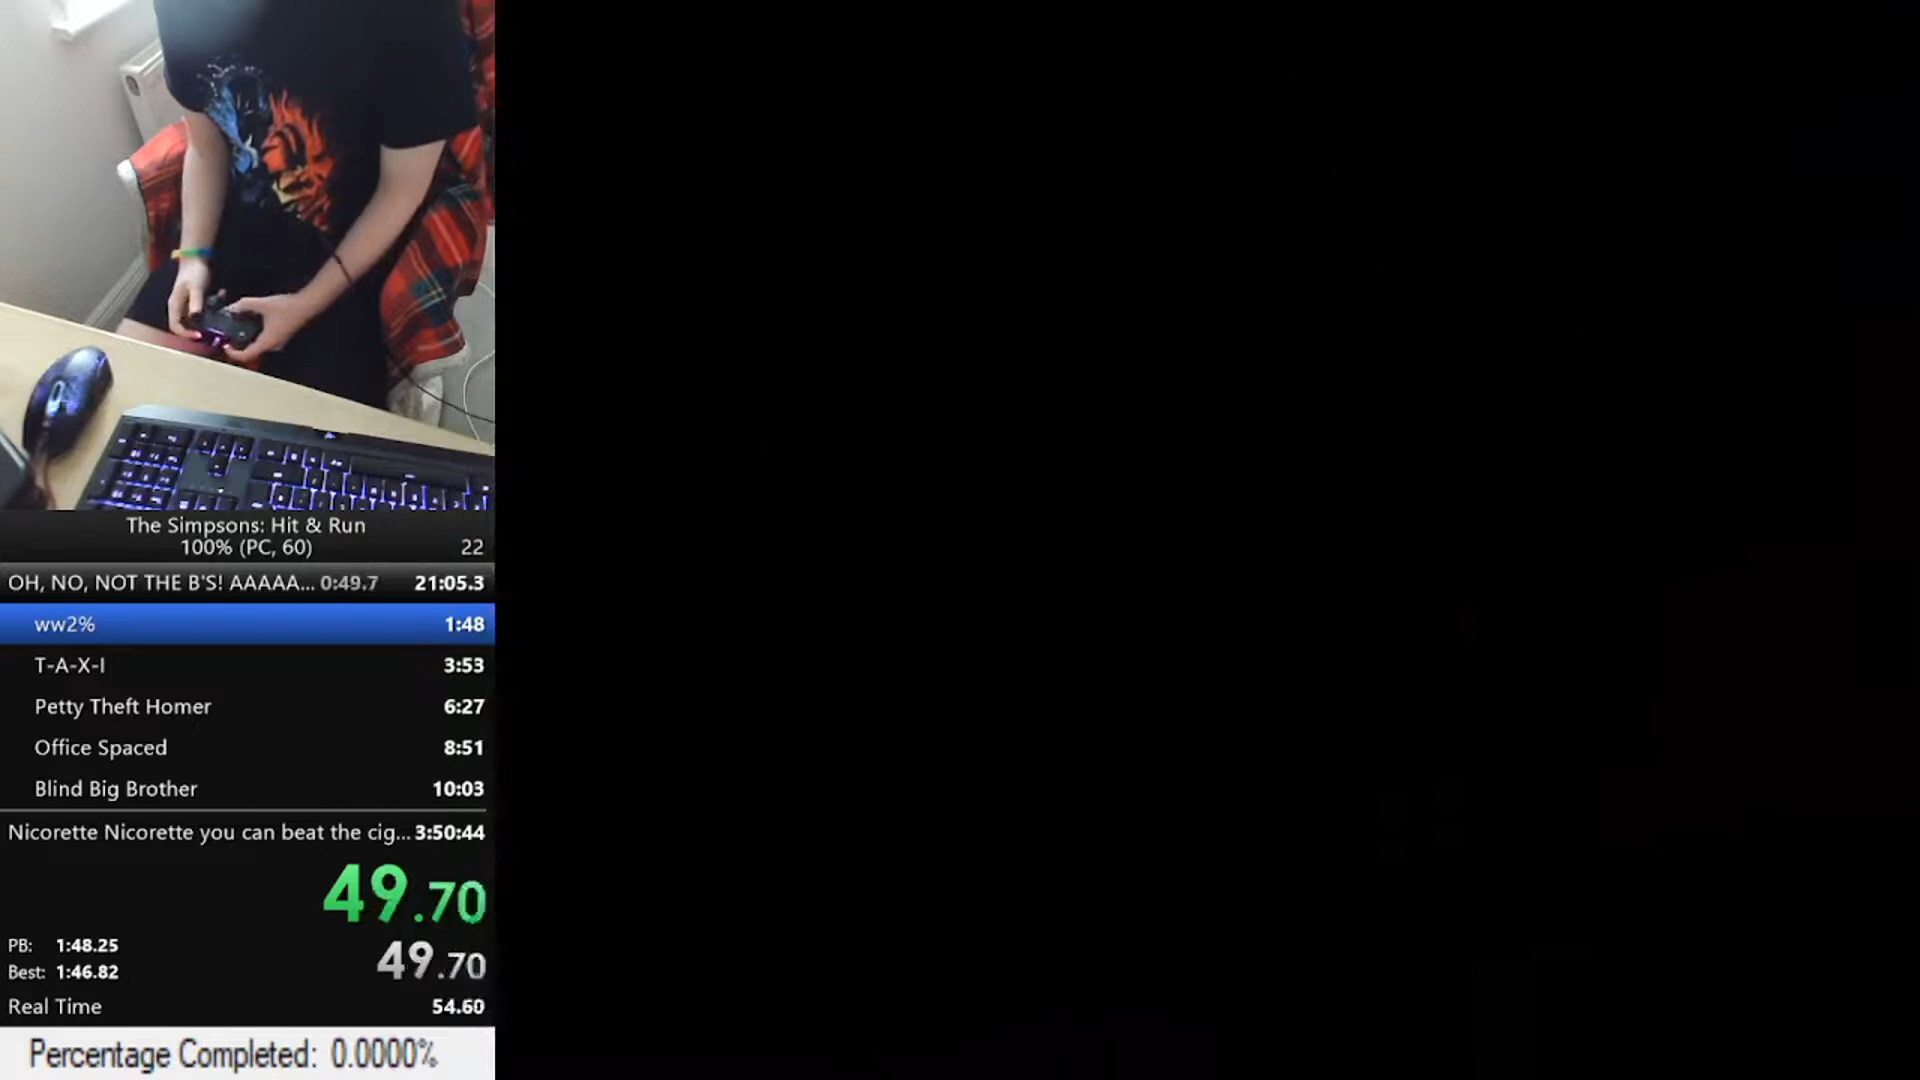 The Simpsons: Hit & Run
100% (PC, 60) 22
OH, NO, NOT THE B'S! AAAAA... 0:49.7 21:05.3
ww2% 1:48
T-A-X-I 3:53
Petty Theft Homer 6:27
Office Spaced 8:51
Blind Big Brother 10:03
Nicorette Nicorette you can beat the cig... 3:50:44
49.70
PB: 1:48.25
49.70
Best: 1:46.82
Real Time 54.60
Percentage Completed: 0.0000%